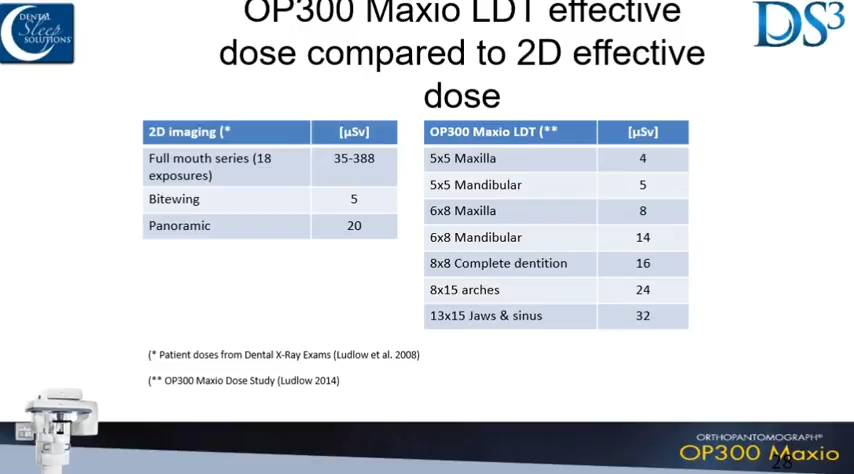 DENTAL
Sleep
SOLUTIONS
OP300 Maxio LDT effective
DS3
dose compared to 2D effective
dose
2D imaging (* [µSv]
Full mouth series (18 35-388
exposures)
Bitewing 5
Panoramic 20
OP300 Maxio LDT (** [µSv]
5x5 Maxilla 4
5x5 Mandibular 5
6x8 Maxilla 8
6x8 Mandibular 14
8x8 Complete dentition 16
8x15 arches 24
13x15 Jaws & sinus 32
(* Patient doses from Dental X-Ray Exams (Ludlow et al. 2008)
(** OP300 Maxio Dose Study (Ludlow 2014)
ORTHOPANTOMOGRAPH®
OP300 Maxio
28